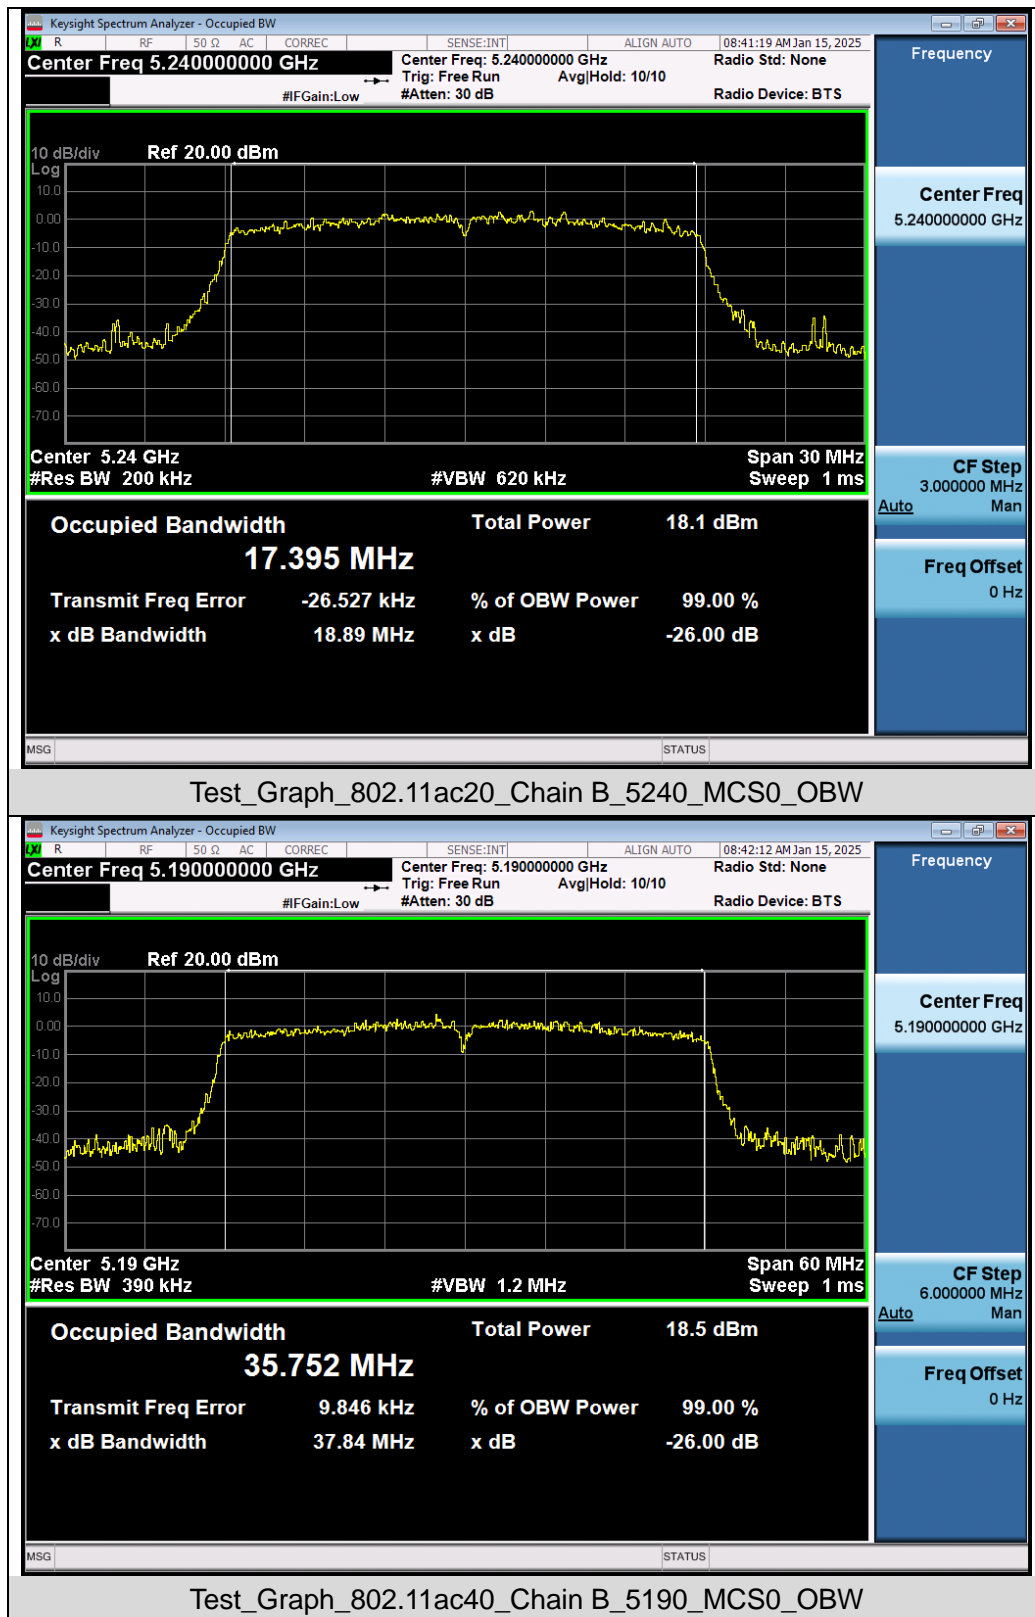 Keysight Spectrum Analyzer - Occupied BW
LXI R RF 50 Ω AC CORREC SENSE:INT ALIGN AUTO 08:41:19 AM Jan 15, 2025
Center Freq 5.240000000 GHz
Center Freq: 5.240000000 GHz Radio Std: None
Trig: Free Run Avg|Hold: 10/10
#IFGain:Low #Atten: 30 dB Radio Device: BTS
Frequency
10 dB/div Ref 20.00 dBm
Log
10.0
0.00
-10.0
-20.0
-30.0
-40.0
-50.0
-60.0
-70.0
Center 5.24 GHz Span 30 MHz
#Res BW 200 kHz #VBW 620 kHz Sweep 1 ms
Center Freq
5.240000000 GHz
CF Step
3.000000 MHz
Auto Man
Freq Offset
0 Hz
Occupied Bandwidth Total Power 18.1 dBm
17.395 MHz
Transmit Freq Error -26.527 kHz % of OBW Power 99.00 %
x dB Bandwidth 18.89 MHz x dB -26.00 dB
MSG STATUS
Test_Graph_802.11ac20_Chain B_5240_MCS0_OBW
Keysight Spectrum Analyzer - Occupied BW
LXI R RF 50 Ω AC CORREC SENSE:INT ALIGN AUTO 08:42:12 AM Jan 15, 2025
Center Freq 5.190000000 GHz
Center Freq: 5.190000000 GHz Radio Std: None
Trig: Free Run Avg|Hold: 10/10
#IFGain:Low #Atten: 30 dB Radio Device: BTS
Frequency
10 dB/div Ref 20.00 dBm
Log
10.0
0.00
-10.0
-20.0
-30.0
-40.0
-50.0
-60.0
-70.0
Center 5.19 GHz Span 60 MHz
#Res BW 390 kHz #VBW 1.2 MHz Sweep 1 ms
Center Freq
5.190000000 GHz
CF Step
6.000000 MHz
Auto Man
Freq Offset
0 Hz
Occupied Bandwidth Total Power 18.5 dBm
35.752 MHz
Transmit Freq Error 9.846 kHz % of OBW Power 99.00 %
x dB Bandwidth 37.84 MHz x dB -26.00 dB
MSG STATUS
Test_Graph_802.11ac40_Chain B_5190_MCS0_OBW